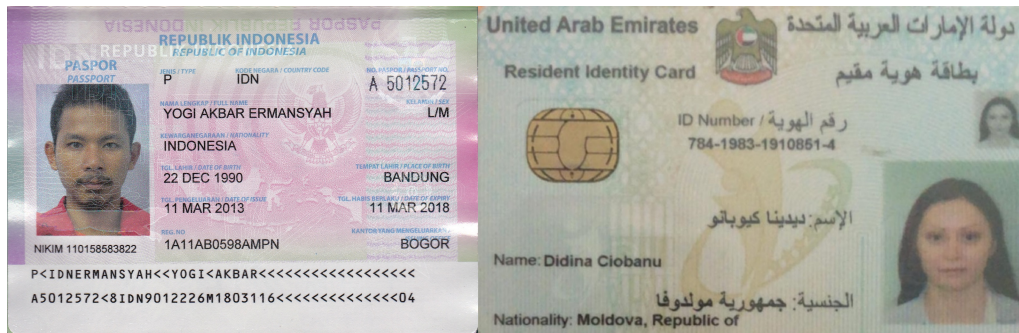 PASPOR REPUBLIK INDONESIA
REPUBLIK INDONESIA
REPUBLIC OF INDONESIA
PASPOR
PASSPORT
JENIS / TYPE
KODE NEGARA / COUNTRY CODE
NO. PASPOR / PASSPORT NO.
P
IDN
A 5012572
NAMA LENGKAP / FULL NAME
KELAMIN / SEX
YOGI AKBAR ERMANSYAH
L/M
KEWARGANEGARAAN / NATIONALITY
INDONESIA
TGL. LAHIR / DATE OF BIRTH
TEMPAT LAHIR / PLACE OF BIRTH
22 DEC 1990
BANDUNG
TGL. PENGELUARAN / DATE OF ISSUE
TGL. HABIS BERLAKU / DATE OF EXPIRY
11 MAR 2013
11 MAR 2018
REG. NO
KANTOR YANG MENGELUARKAN
1A11AB0598AMPN
BOGOR
NIKIM 110158583822
P<IDNERMANSYAH<<YOGI<AKBAR<<<<<<<<<<<<<<<<<<
A5012572<8IDN9012226M1803116<<<<<<<<<<<<<<04
United Arab Emirates
دولة الإمارات العربية المتحدة
Resident Identity Card
بطاقة هوية مقيم
ID Number / رقم الهوية
784-1983-1910851-4
الإسم: ديدينا كيوبانو
Name: Didina Ciobanu
الجنسية: جمهورية مولدوفا
Nationality: Moldova, Republic of